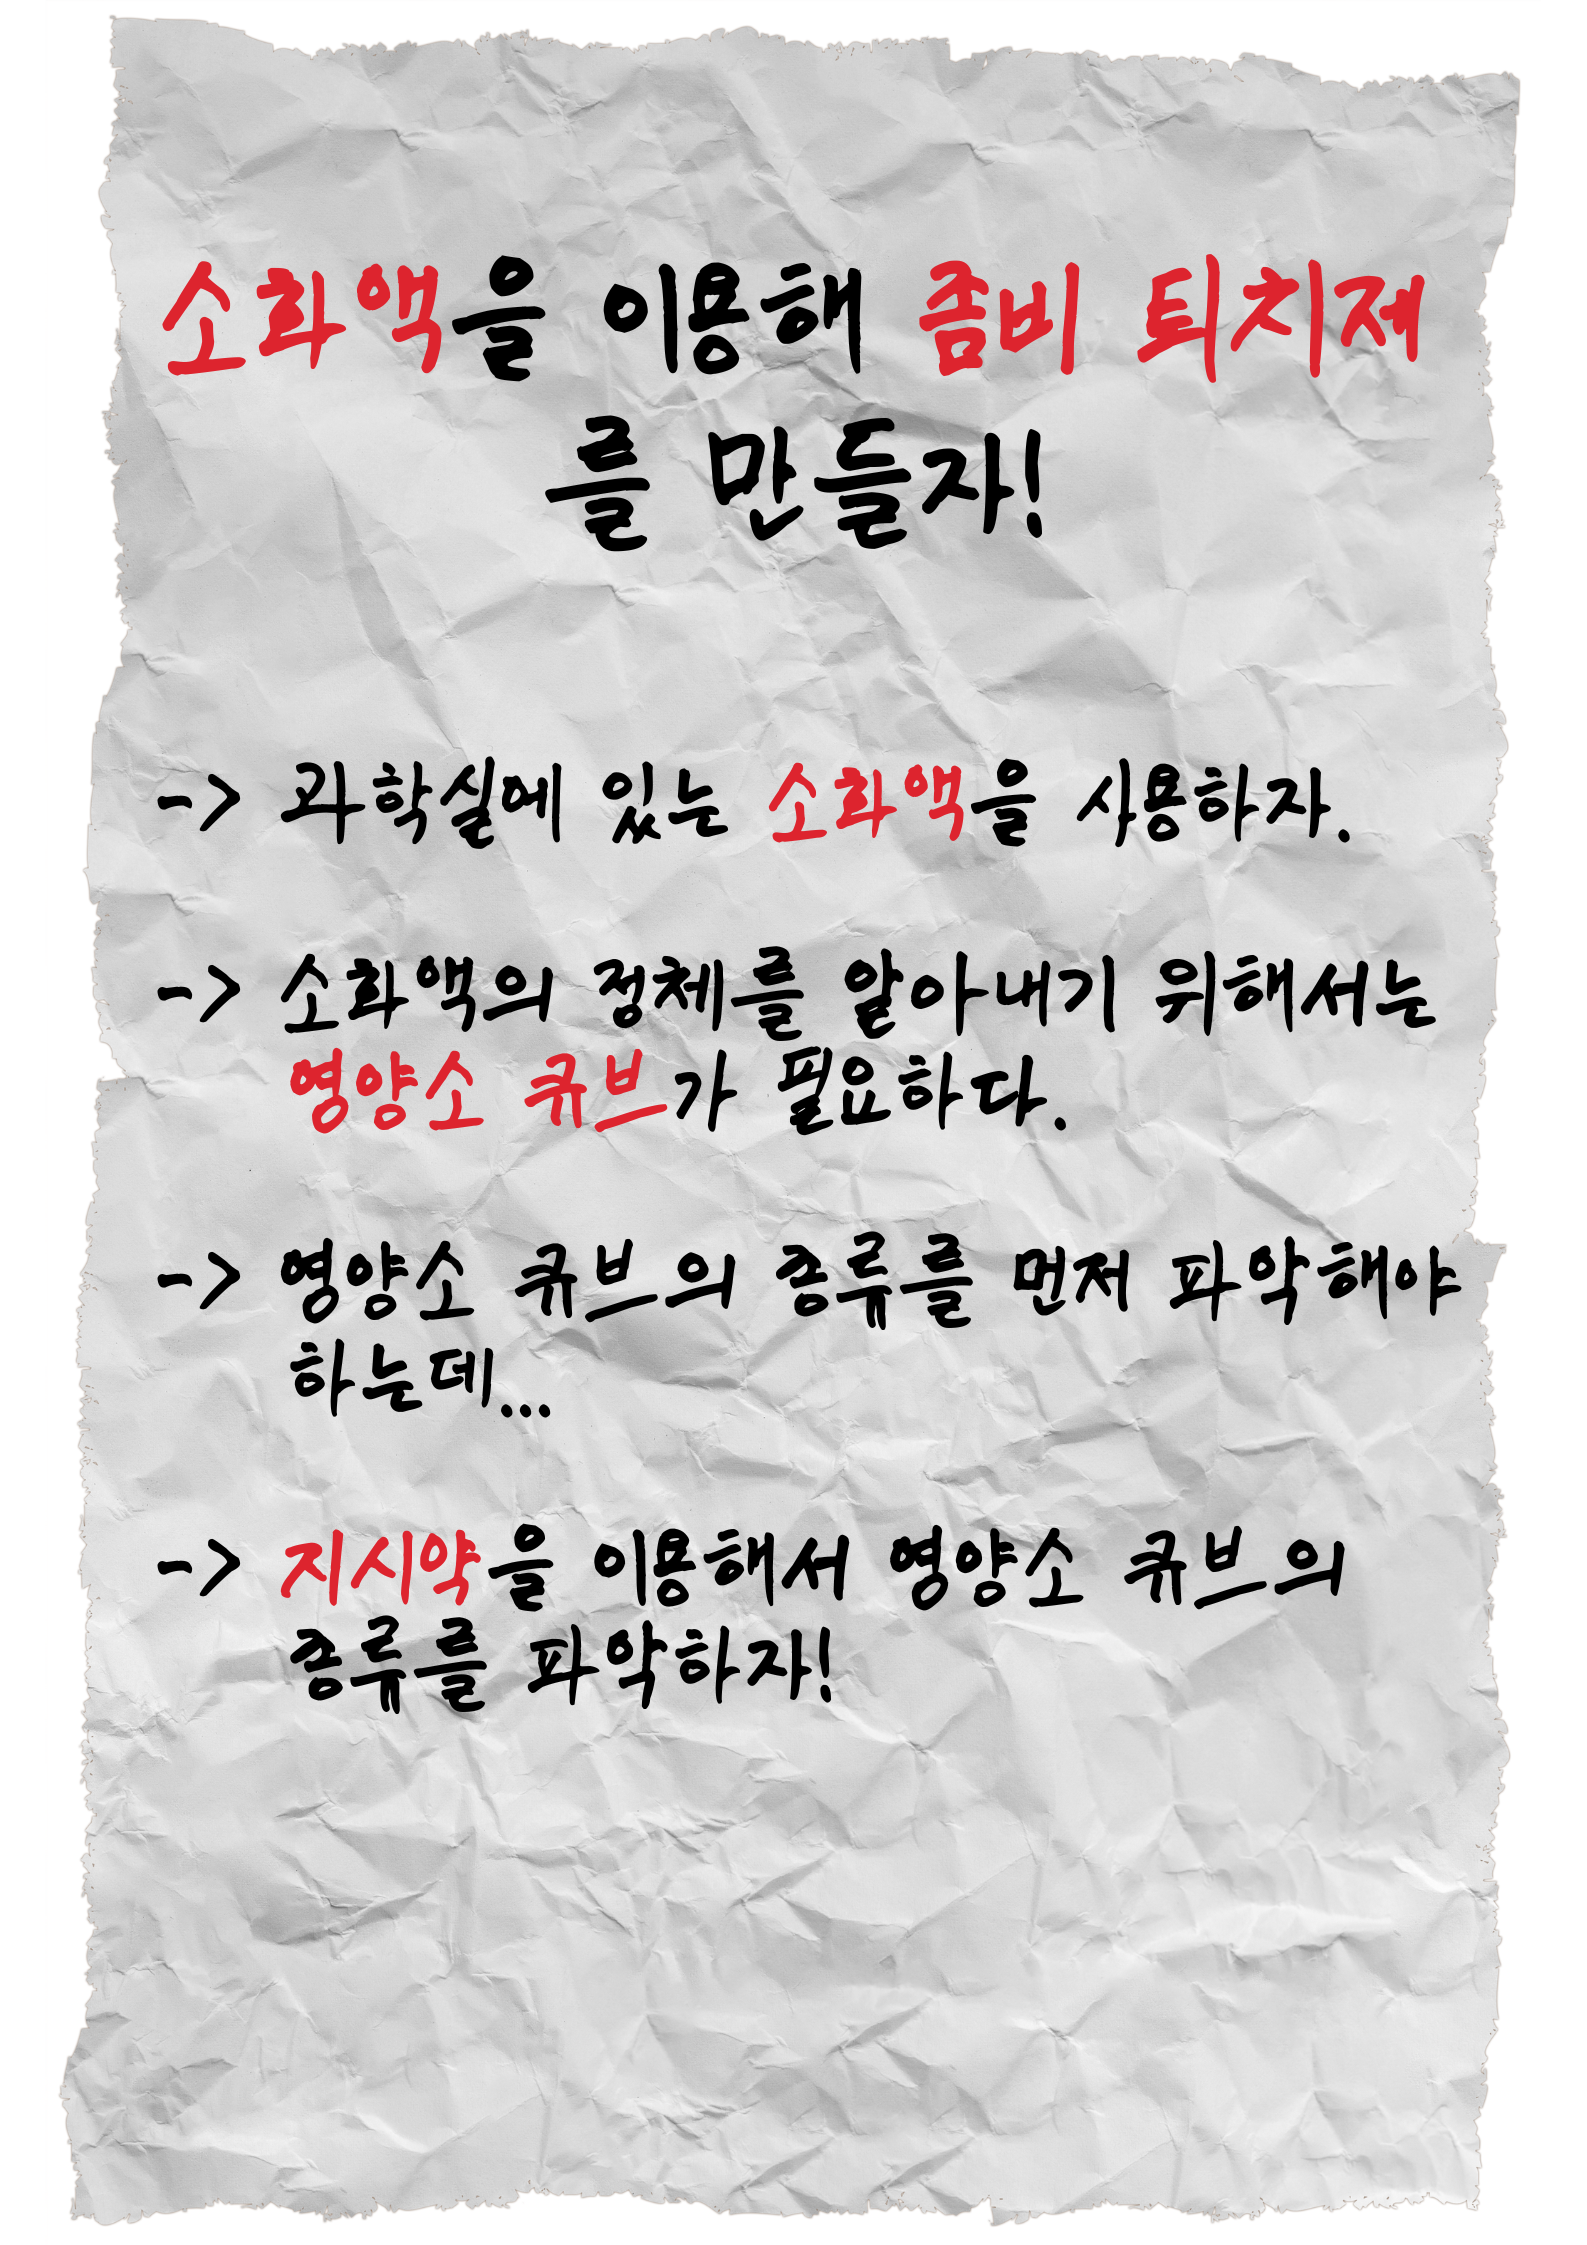 소화액을 이용해 좀비 퇴치제
를 만들자!
-> 과학실에 있는 소화액을 사용하자.
-> 소화액의 정체를 알아내기 위해서는
영양소 큐브가 필요하다.
-> 영양소 큐브의 종류를 먼저 파악해야
하는데...
-> 지시약을 이용해서 영양소 큐브의
종류를 파악하자!